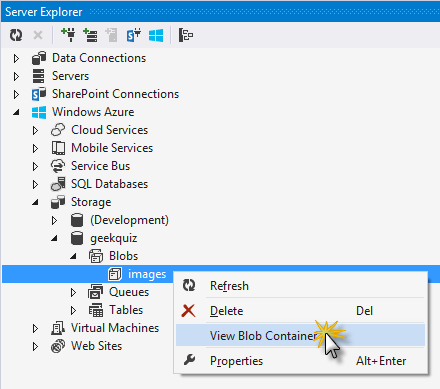 Server Explorer
Data Connections
Servers
SharePoint Connections
Windows Azure
Cloud Services
Mobile Services
Service Bus
SQL Databases
Storage
(Development)
geekquiz
Blobs
images
Refresh
Queues
Delete Del
Tables
View Blob Container
Virtual Machines
Web Sites
Properties Alt+Enter